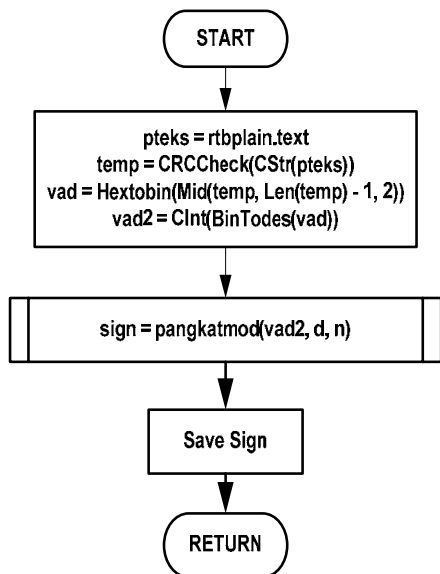 START
pteks = rtbplain.text
temp = CRCCheck(CStr(pteks))
vad = Hextobin(Mid(temp, Len(temp) - 1, 2))
vad2 = CInt(BinTodes(vad))
sign = pangkatmod(vad2, d, n)
Save Sign
RETURN